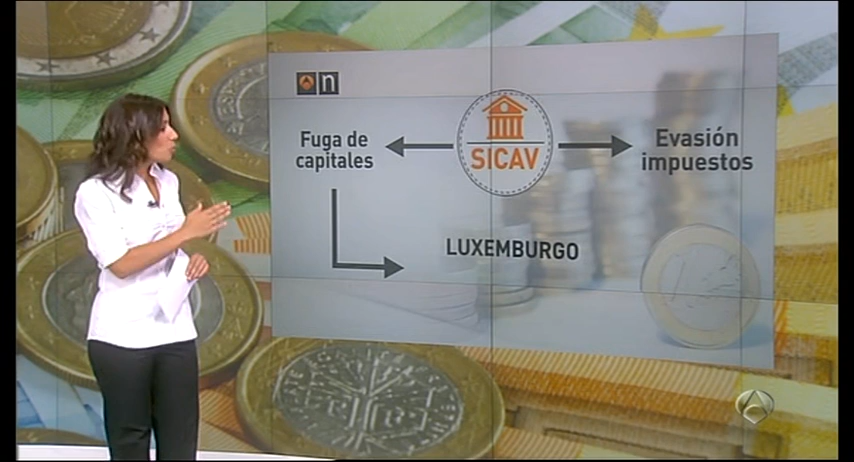 n
Fuga de
capitales
SICAV
Evasión
impuestos
LUXEMBURGO